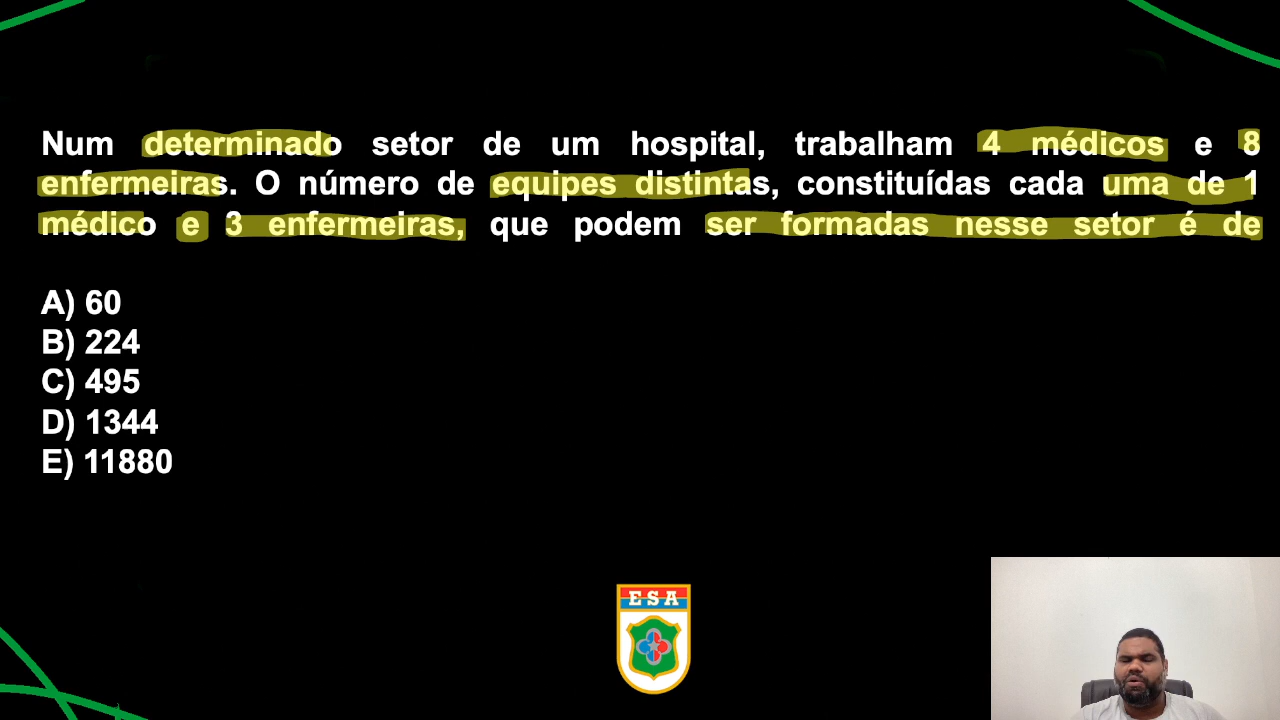 Num determinado setor de um hospital, trabalham 4 médicos e 8
enfermeiras. O número de equipes distintas, constituídas cada uma de 1
médico e 3 enfermeiras, que podem ser formadas nesse setor é de
A) 60
B) 224
C) 495
D) 1344
E) 11880
ESA